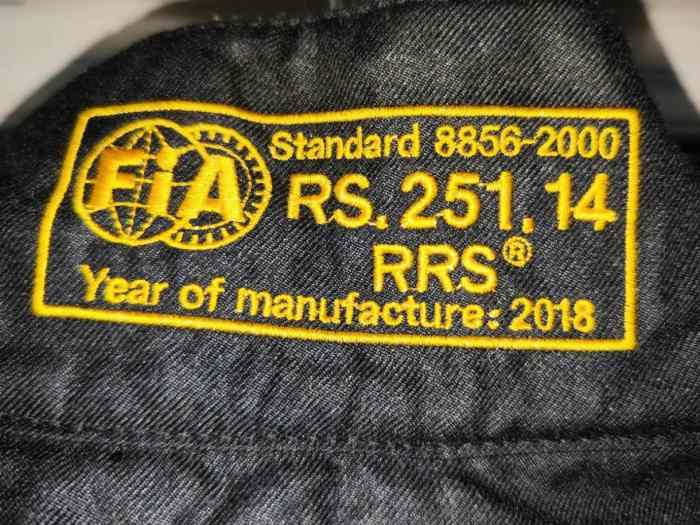 FiA
Standard 8856-2000
RS.251.14
RRS®
Year of manufacture: 2018